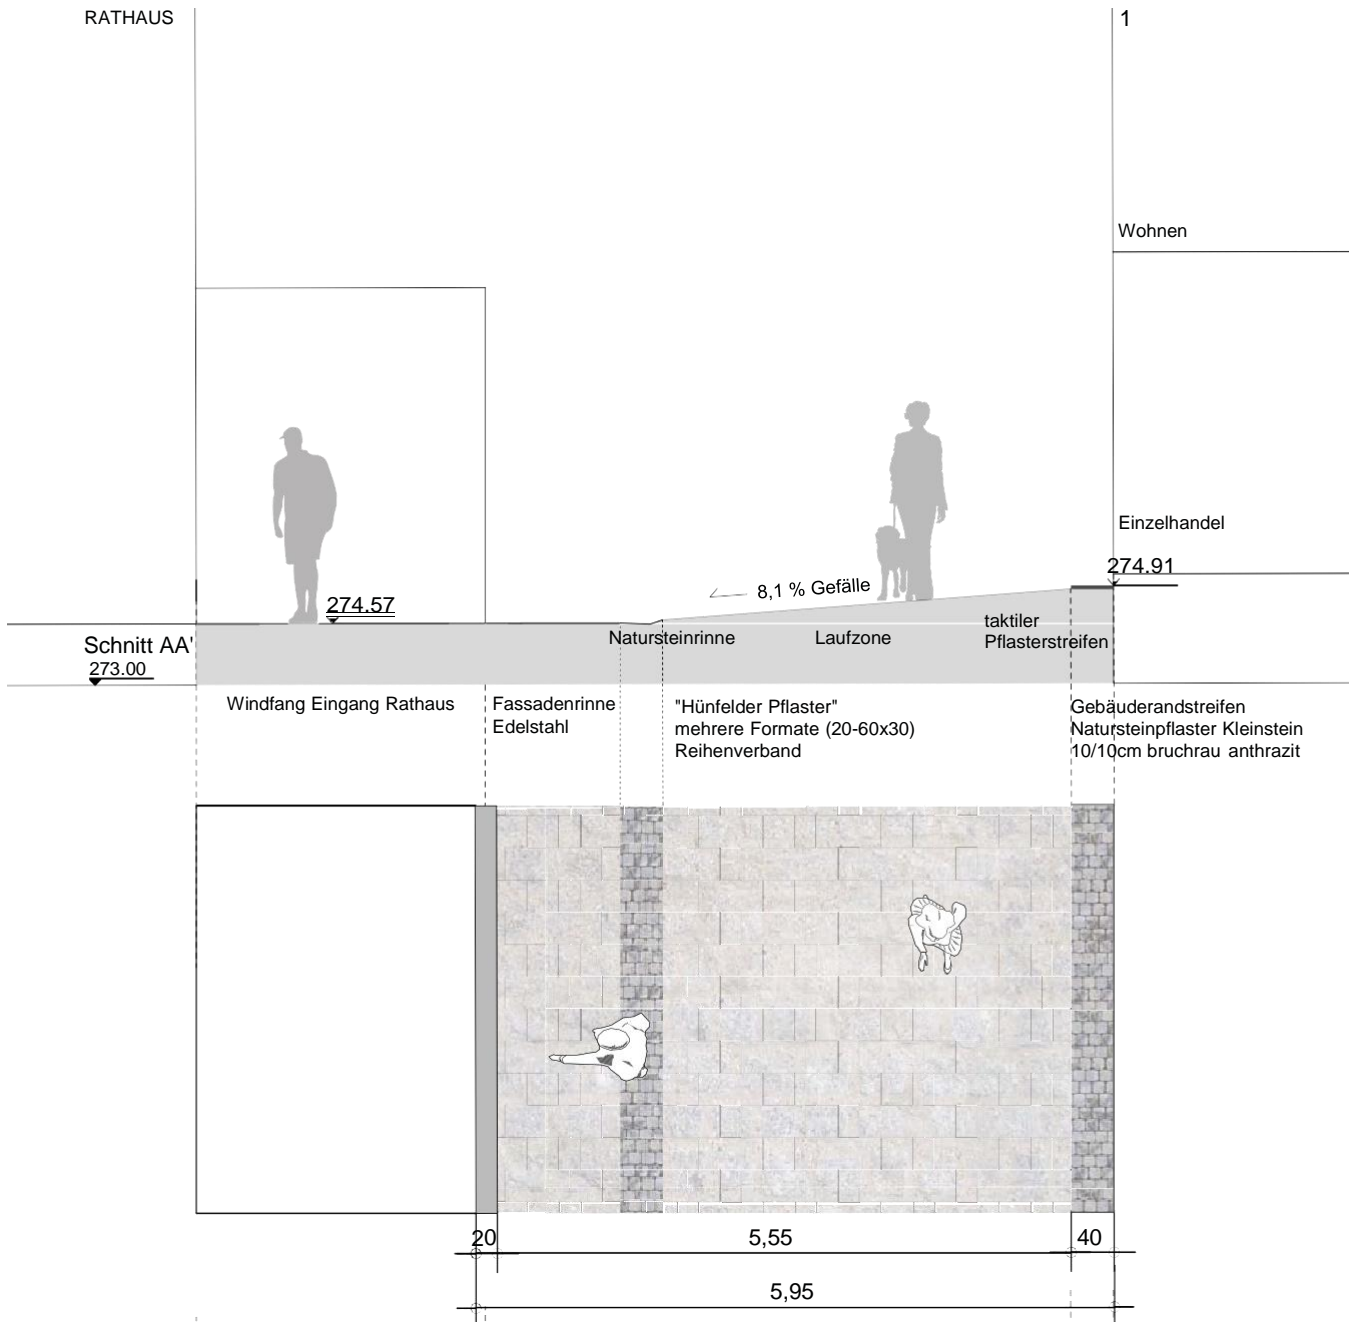 RATHAUS
1
Wohnen
Einzelhandel
274.91
8,1 % Gefälle
274.57
taktiler
Pflasterstreifen
Natursteinrinne
Laufzone
Schnitt AA'
273.00
Windfang Eingang Rathaus
Fassadenrinne
Edelstahl
"Hünfelder Pflaster"
mehrere Formate (20-60x30)
Reihenverband
Gebäuderandstreifen
Natursteinpflaster Kleinstein
10/10cm bruchrau anthrazit
20
5,55
40
5,95